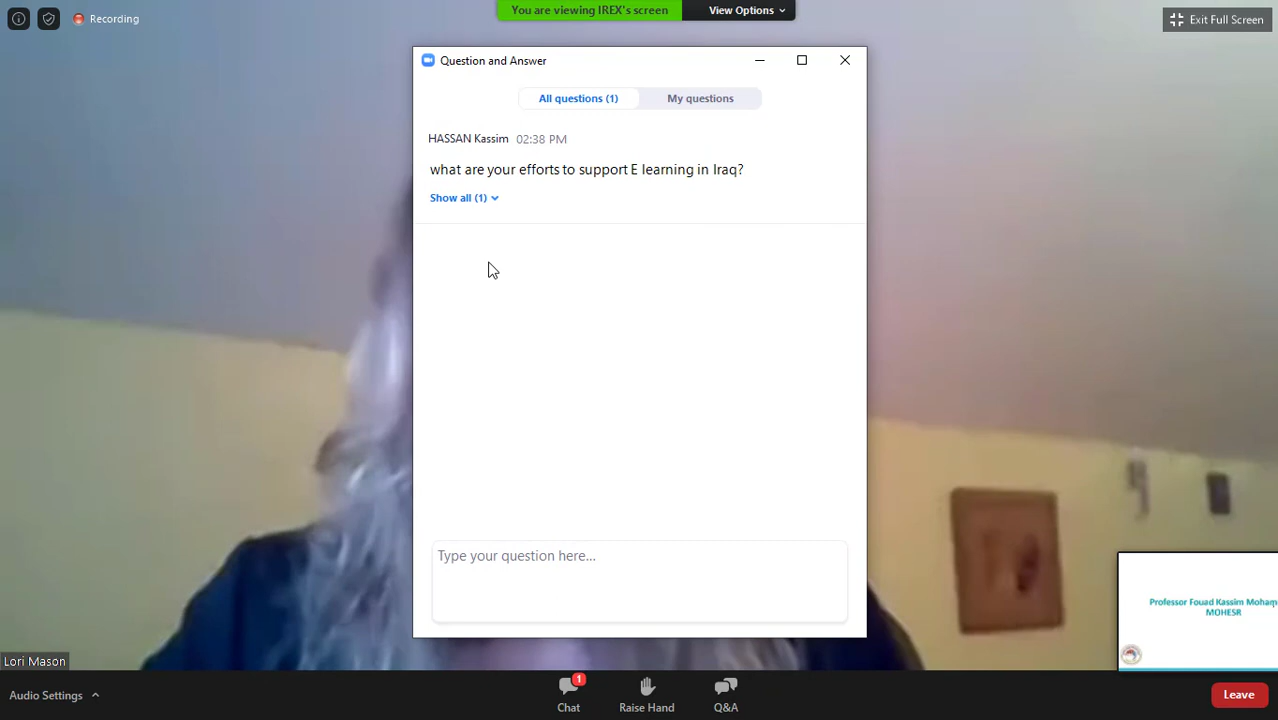 Recording
You are viewing IREX's screen
View Options
Exit Full Screen
Question and Answer
All questions (1)
My questions
HASSAN Kassim 02:38 PM
what are your efforts to support E learning in Iraq?
Show all (1)
Type your question here...
Professor Fouad Kassim Moham
MOHESR
Lori Mason
Audio Settings
1
Chat
Raise Hand
Q&A
Leave